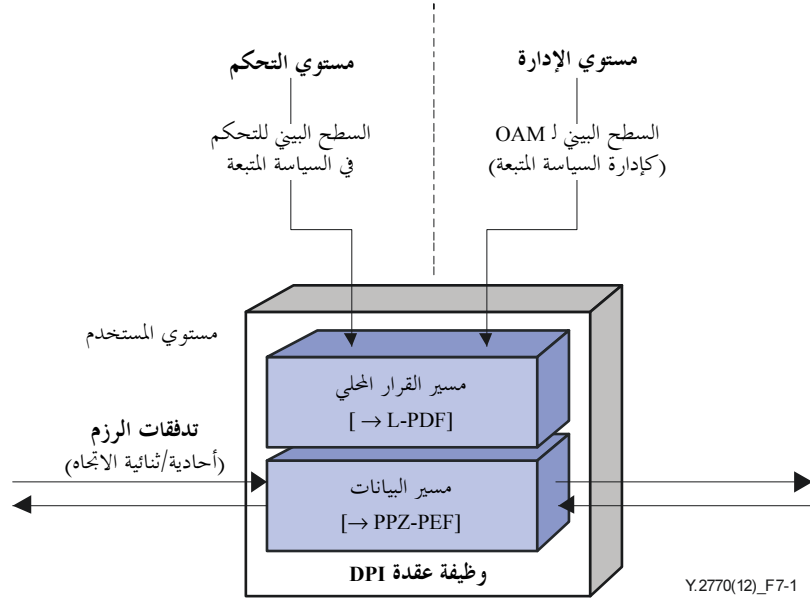 مستوي التحكم
مستوي الإدارة
السطح البيني للتحكم
في السياسة المتبعة
السطح البيني لـ OAM
(كإدارة السياسة المتبعة)
مستوي المستخدم
مسير القرار المحلي
[→ L-PDF]
تدفقات الرزم
(أحادية/ثنائية الاتجاه)
مسير البيانات
[→ PPZ-PEF]
وظيفة عقدة DPI
Y.2770(12)_F7-1